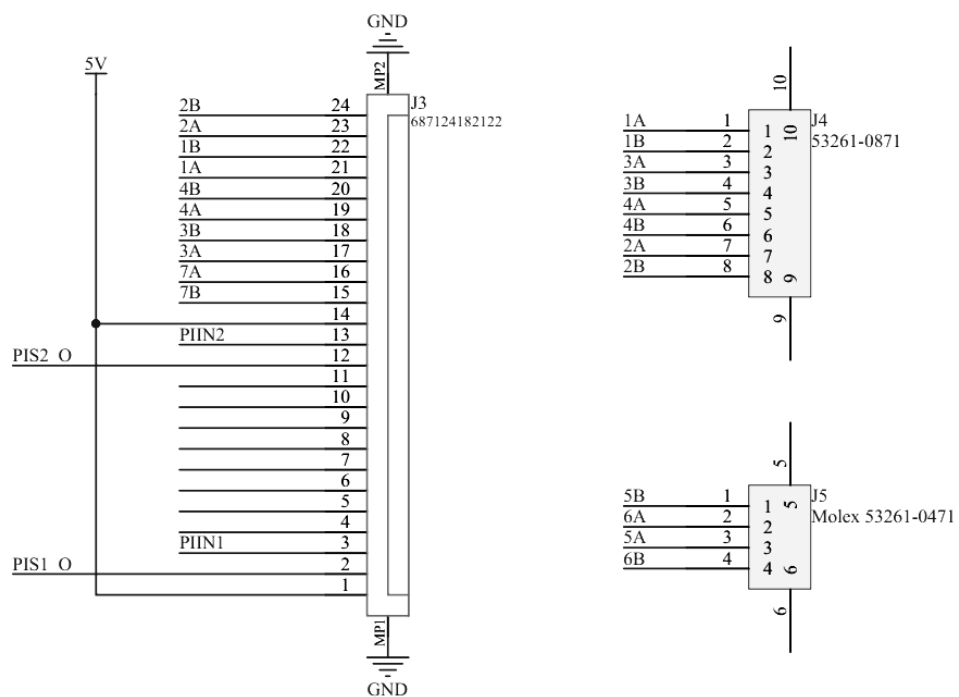 GND
MP2
5V
J3
687124182122
2B 24
2A 23
1B 22
1A 21
4B 20
4A 19
3B 18
3A 17
7A 16
7B 15
14
PIIN2 13
PIS2_O 12
11
10
9
8
7
6
5
4
PIIN1 3
PIS1_O 2
1
MP1
GND
10
J4
53261-0871
1A 1 1 10
1B 2 2
3A 3 3
3B 4 4
4A 5 5
4B 6 6
2A 7 7
2B 8 8 9
9
5
J5
Molex 53261-0471
5B 1 1 5
6A 2 2
5A 3 3
6B 4 4 6
6